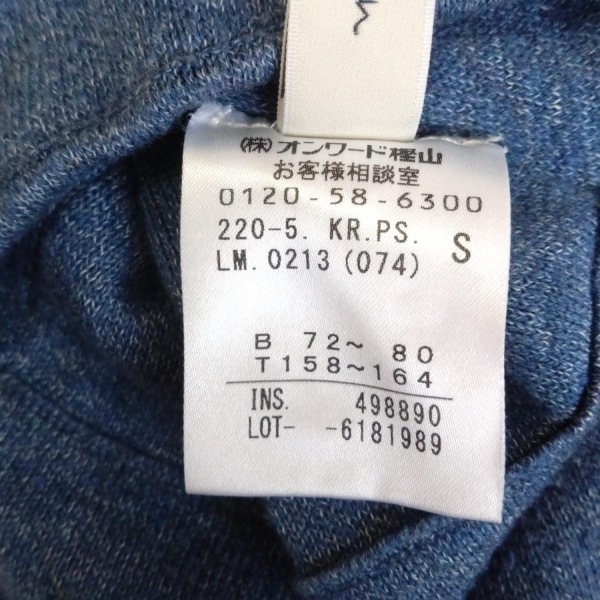 (株)オンワード樫山
お客様相談室
0120-58-6300
220-5. KR.PS. S
LM.0213(074)
B 72~ 80
T158~164
INS. 498890
LOT- -6181989